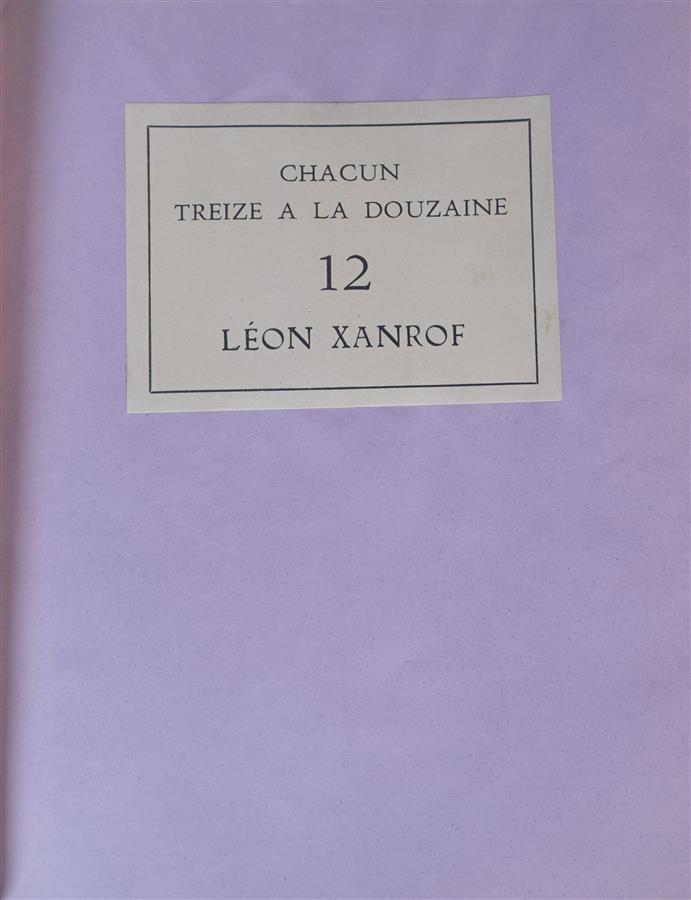 CHACUN
TREIZE A LA DOUZAINE
12
LÉON XANROF